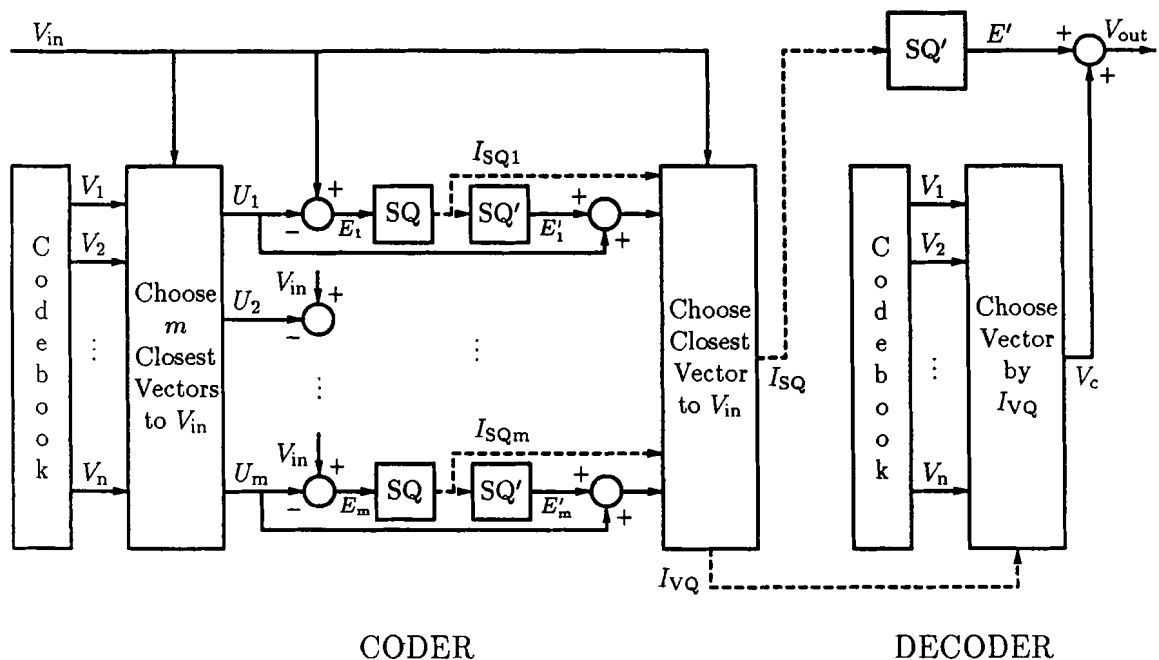 V_in
SQ′
E′
+
+
V_out
Codebook
V_1
V_2
⋮
V_n
Choose
m
Closest
Vectors
to V_in
U_1
−
+
E_1
SQ
I_SQ1
SQ′
E′_1
+
+
V_in
U_2
+
−
⋮
⋮
V_in
U_m
−
+
E_m
SQ
I_SQm
SQ′
E′_m
+
+
Choose
Closest
Vector
to V_in
I_SQ
I_VQ
Codebook
V_1
V_2
⋮
V_n
Choose
Vector
by
I_VQ
V_c
CODER
DECODER